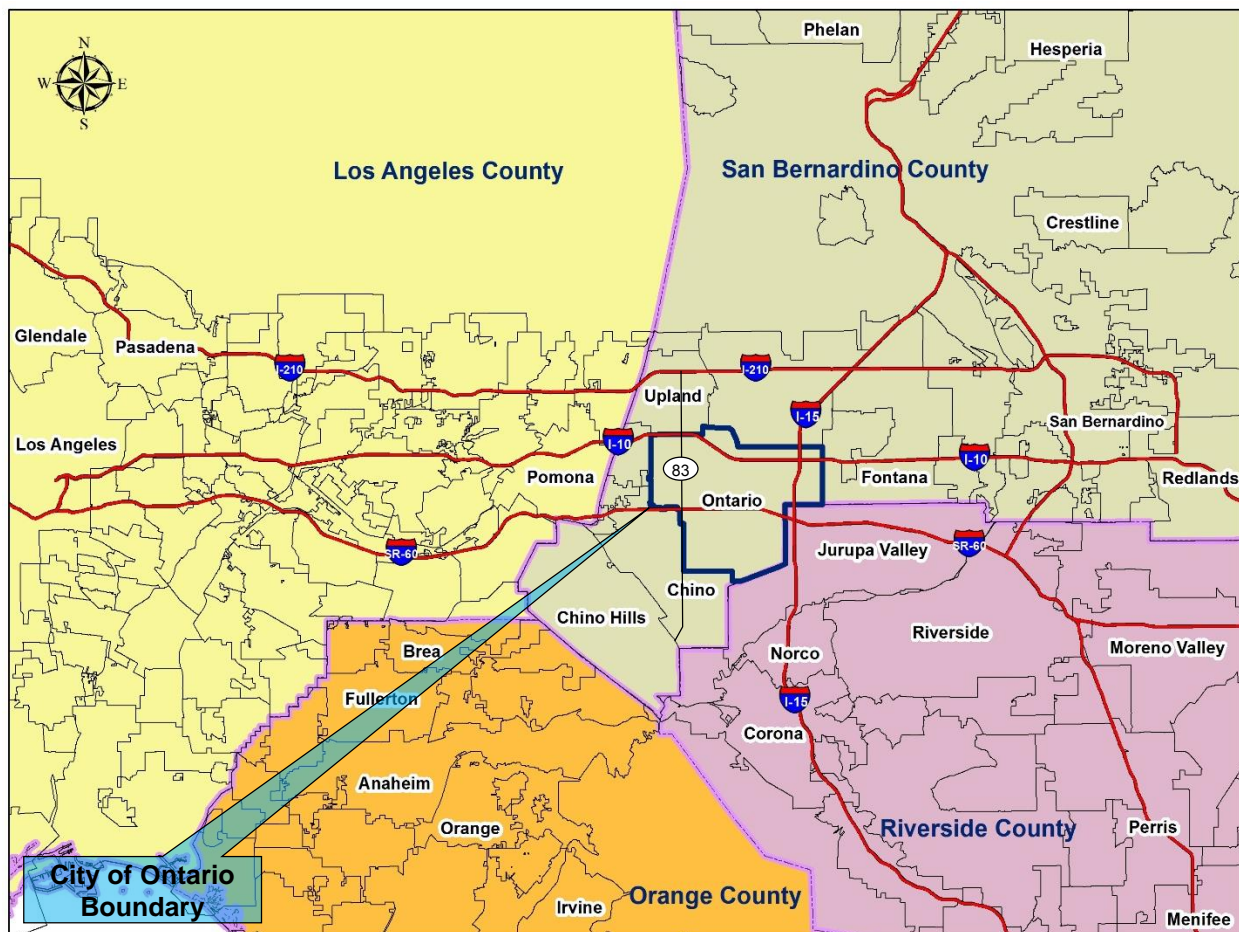 Phelan
Hesperia
N
W
E
S
Los Angeles County
San Bernardino County
Crestline
Glendale
Pasadena
I-210
I-210
Upland
I-15
San Bernardino
Los Angeles
I-10
I-10
Pomona
83
Fontana
Redlands
Ontario
SR-60
SR-60
Jurupa Valley
Chino
Chino Hills
Riverside
Brea
Norco
Moreno Valley
Fullerton
I-15
Corona
Anaheim
Orange
Riverside County
Perris
City of Ontario
Boundary
Orange County
Irvine
Menifee